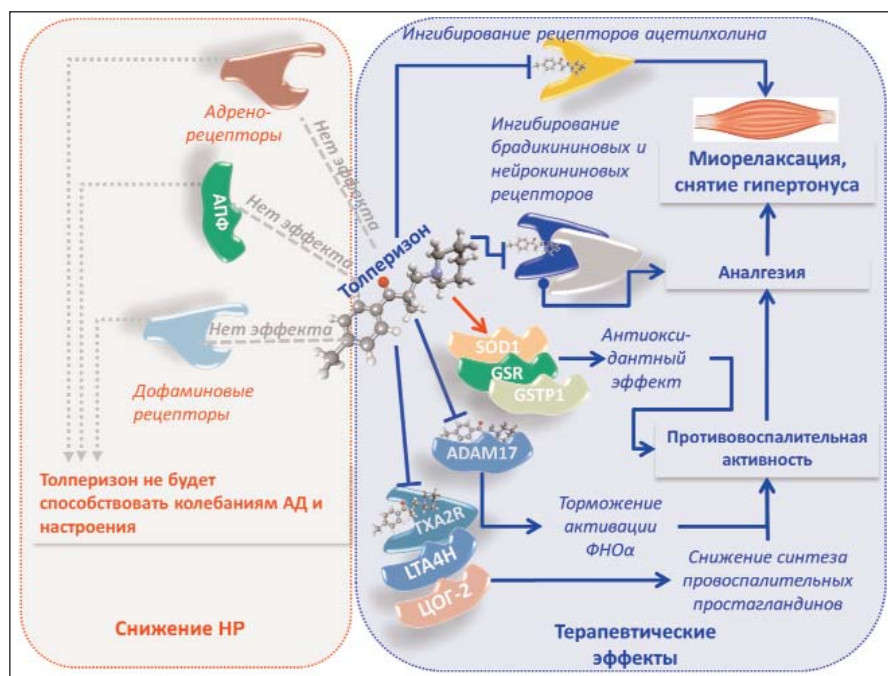 Адрено-
рецепторы
Нет эффекта
АПФ
Нет эффекта
Нет эффекта
Дофаминовые
рецепторы
Толперизон не будет
способствовать колебаниям АД и
настроения
Снижение НР
Ингибирование рецепторов ацетилхолина
Ингибирование
брадикининовых и
нейрокининовых
рецепторов
Миорелаксация,
снятие гипертонуса
Толперизон
Аналгезия
SOD1
GSR
GSTP1
Антиокси-
дантный
эффект
ADAM17
Противовоспалительная
активность
TXA2R
LTA4H
ЦОГ-2
Торможение
активации
ФНОα
Снижение синтеза
провоспалительных
простагландинов
Терапевтические
эффекты